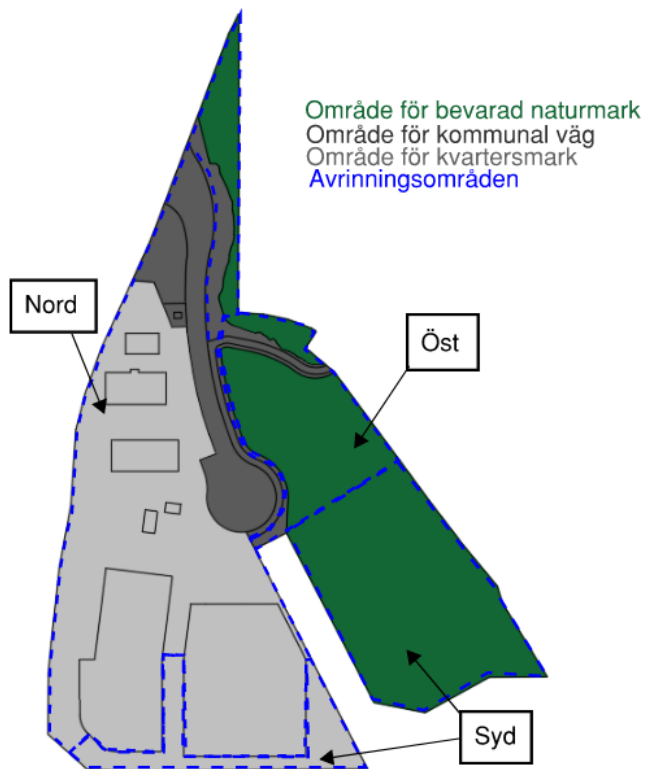 Område för bevarad naturmark
Område för kommunal väg
Område för kvartersmark
Avrinningsområden
Nord
Öst
Syd